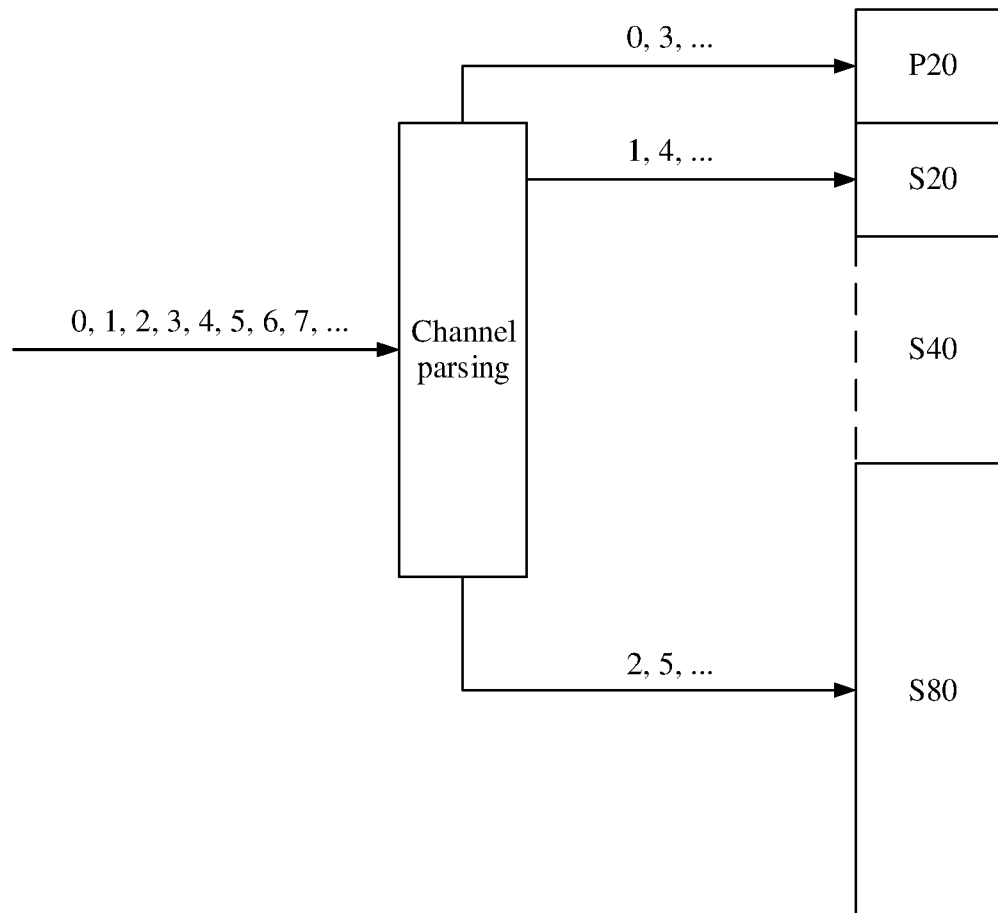 0, 3, ...
P20
1, 4, ...
S20
0, 1, 2, 3, 4, 5, 6, 7, ...
Channel
parsing
S40
2, 5, ...
S80